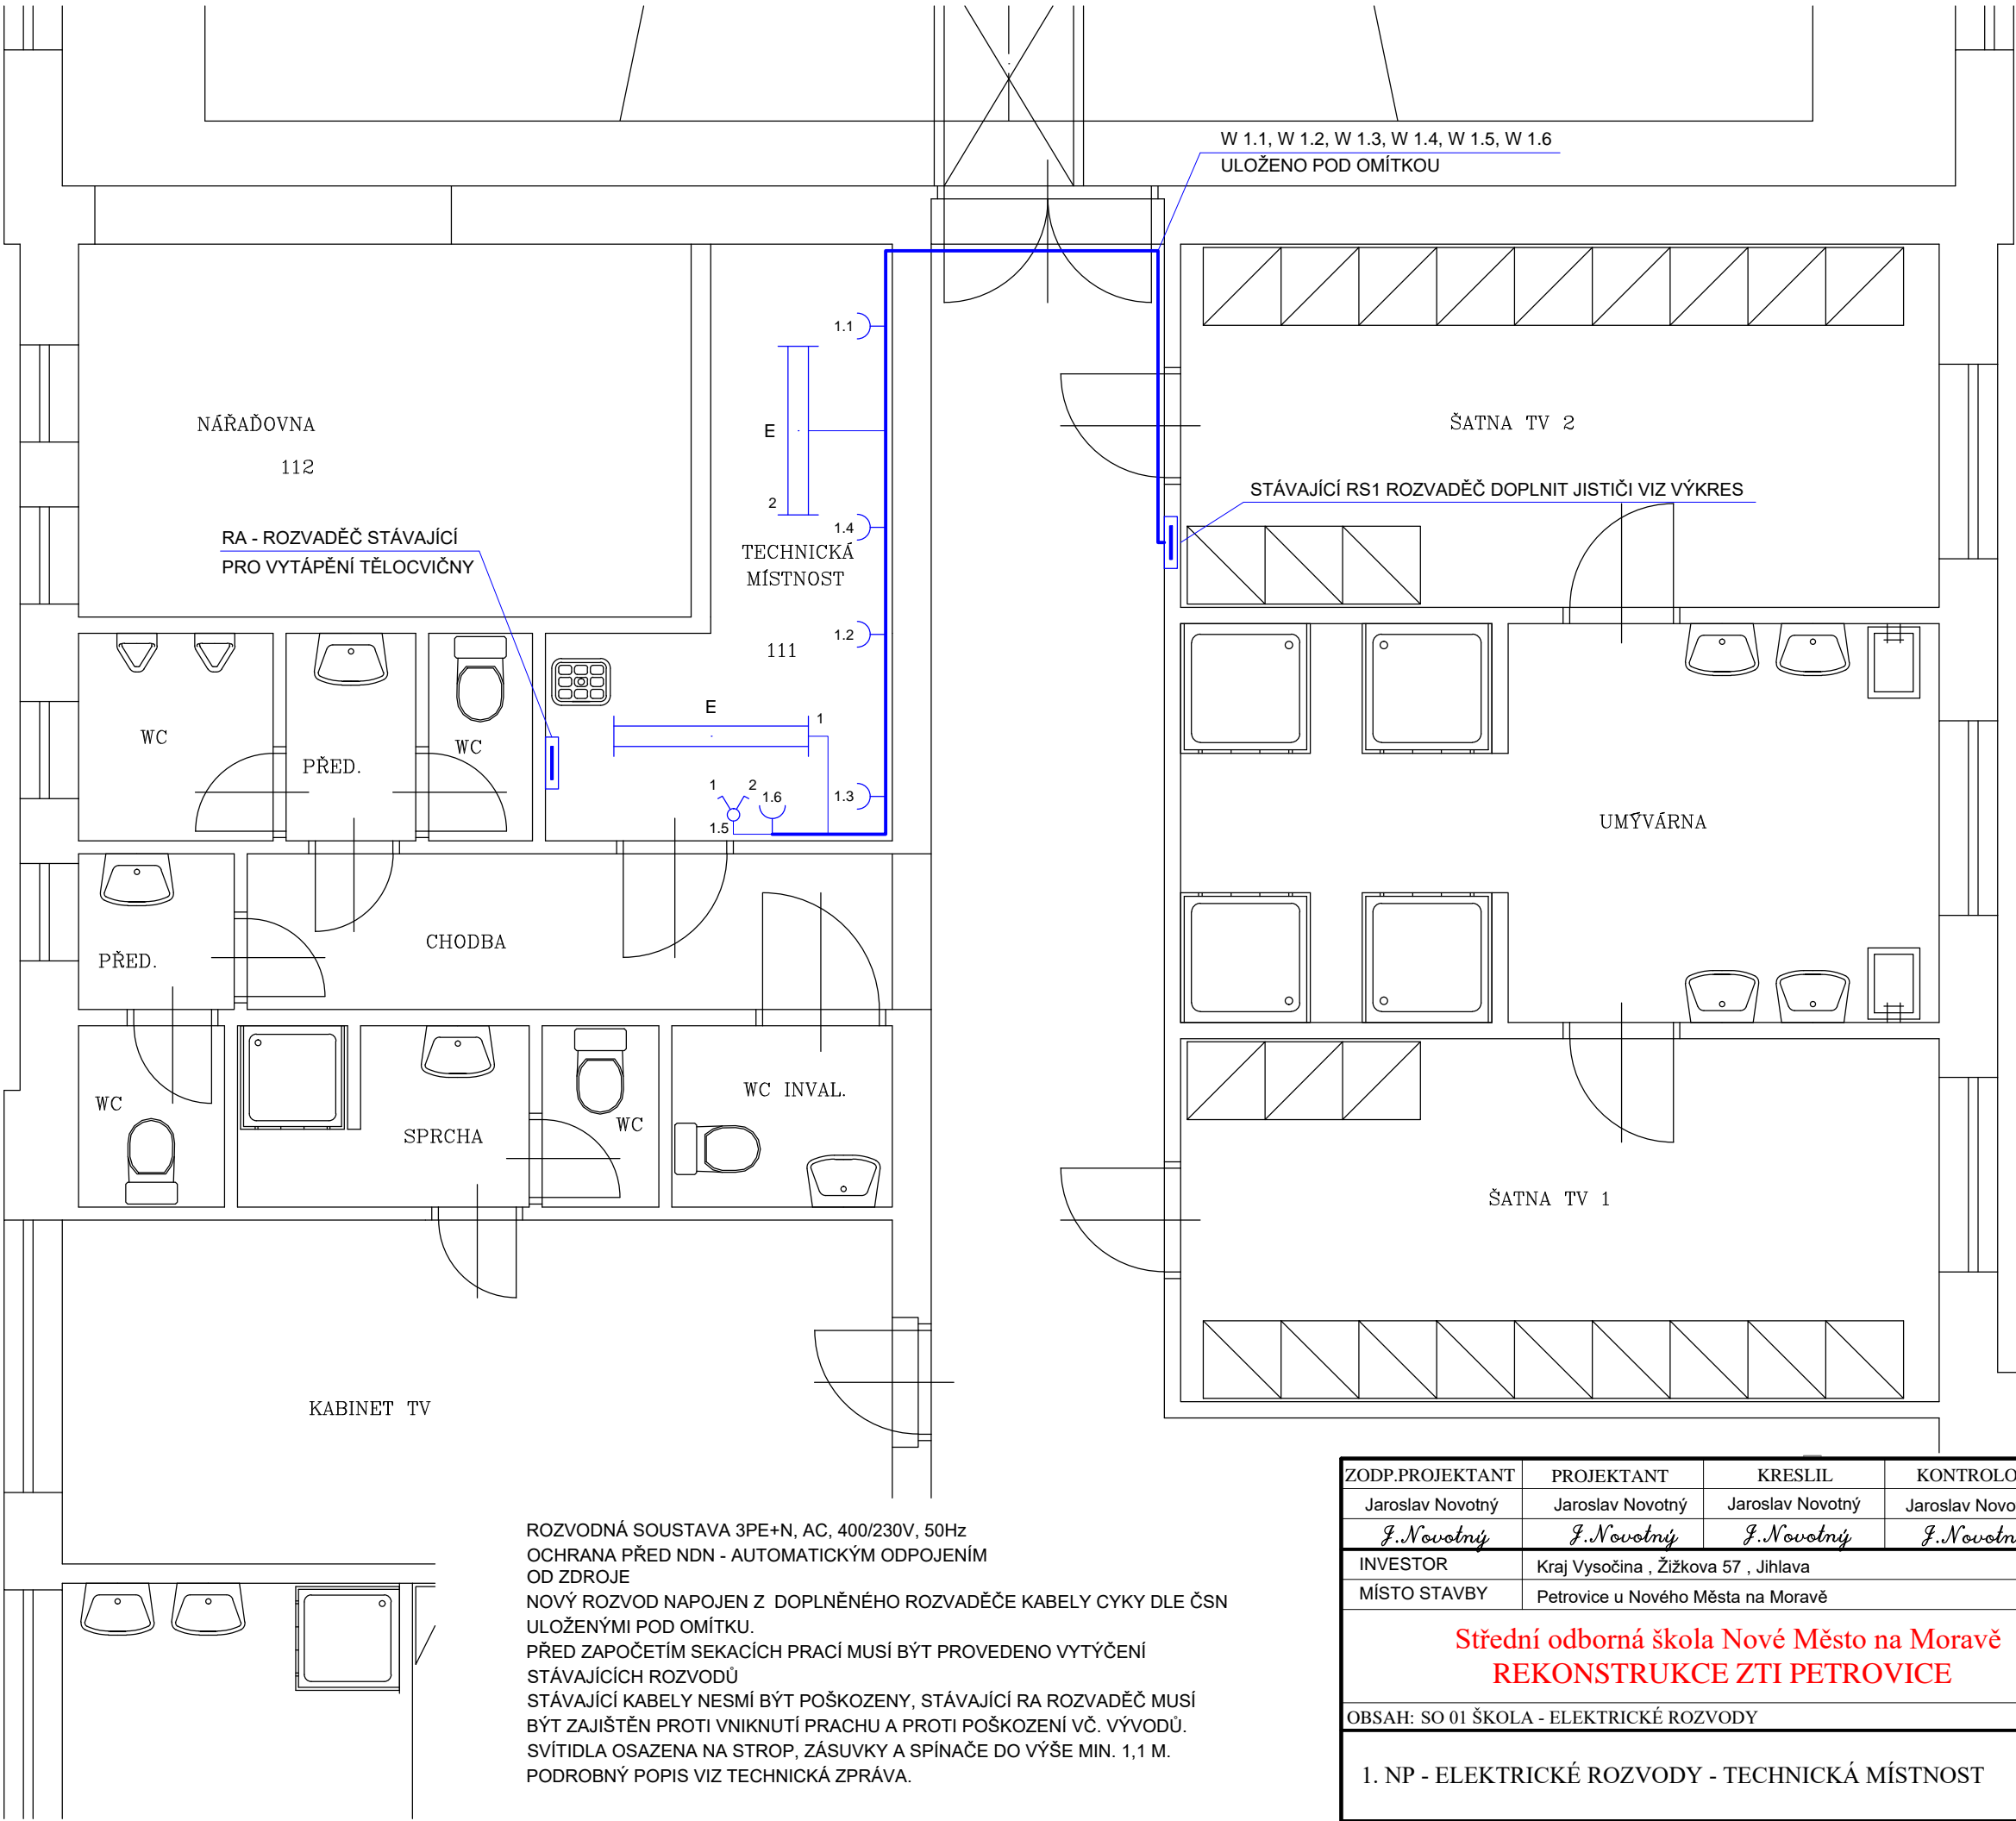 W 1.1, W 1.2, W 1.3, W 1.4, W 1.5, W 1.6
ULOŽENO POD OMÍTKOU
1.1
NÁŘAĎOVNA
112
E
2
ŠATNA TV 2
STÁVAJÍCÍ RS1 ROZVADĚČ DOPLNIT JISTIČI VIZ VÝKRES
1.4
RA - ROZVADĚČ STÁVAJÍCÍ
PRO VYTÁPĚNÍ TĚLOCVIČNY
TECHNICKÁ
MÍSTNOST
1.2
111
E
1
WC
PŘED.
WC
1
2
1.6
1.3
1.5
UMÝVÁRNA
CHODBA
PŘED.
WC
SPRCHA
WC
WC INVAL.
ŠATNA TV 1
KABINET TV
ROZVODNÁ SOUSTAVA 3PE+N, AC, 400/230V, 50Hz
OCHRANA PŘED NDN - AUTOMATICKÝM ODPOJENÍM
OD ZDROJE
NOVÝ ROZVOD NAPOJEN Z DOPLNĚNÉHO ROZVADĚČE KABELY CYKY DLE ČSN
ULOŽENÝMI POD OMÍTKU.
PŘED ZAPOČETÍM SEKACÍCH PRACÍ MUSÍ BÝT PROVEDENO VYTÝČENÍ
STÁVAJÍCÍCH ROZVODŮ
STÁVAJÍCÍ KABELY NESMÍ BÝT POŠKOZENY, STÁVAJÍCÍ RA ROZVADĚČ MUSÍ
BÝT ZAJIŠTĚN PROTI VNIKNUTÍ PRACHU A PROTI POŠKOZENÍ VČ. VÝVODŮ.
SVÍTIDLA OSAZENA NA STROP, ZÁSUVKY A SPÍNAČE DO VÝŠE MIN. 1,1 M.
PODROBNÝ POPIS VIZ TECHNICKÁ ZPRÁVA.
ZODP.PROJEKTANT PROJEKTANT KRESLIL KONTROLO
Jaroslav Novotný Jaroslav Novotný Jaroslav Novotný Jaroslav Novo
J.Novotný J.Novotný J.Novotný J.Novotn
INVESTOR Kraj Vysočina , Žižkova 57 , Jihlava
MÍSTO STAVBY Petrovice u Nového Města na Moravě
Střední odborná škola Nové Město na Moravě
REKONSTRUKCE ZTI PETROVICE
OBSAH: SO 01 ŠKOLA - ELEKTRICKÉ ROZVODY
1. NP - ELEKTRICKÉ ROZVODY - TECHNICKÁ MÍSTNOST